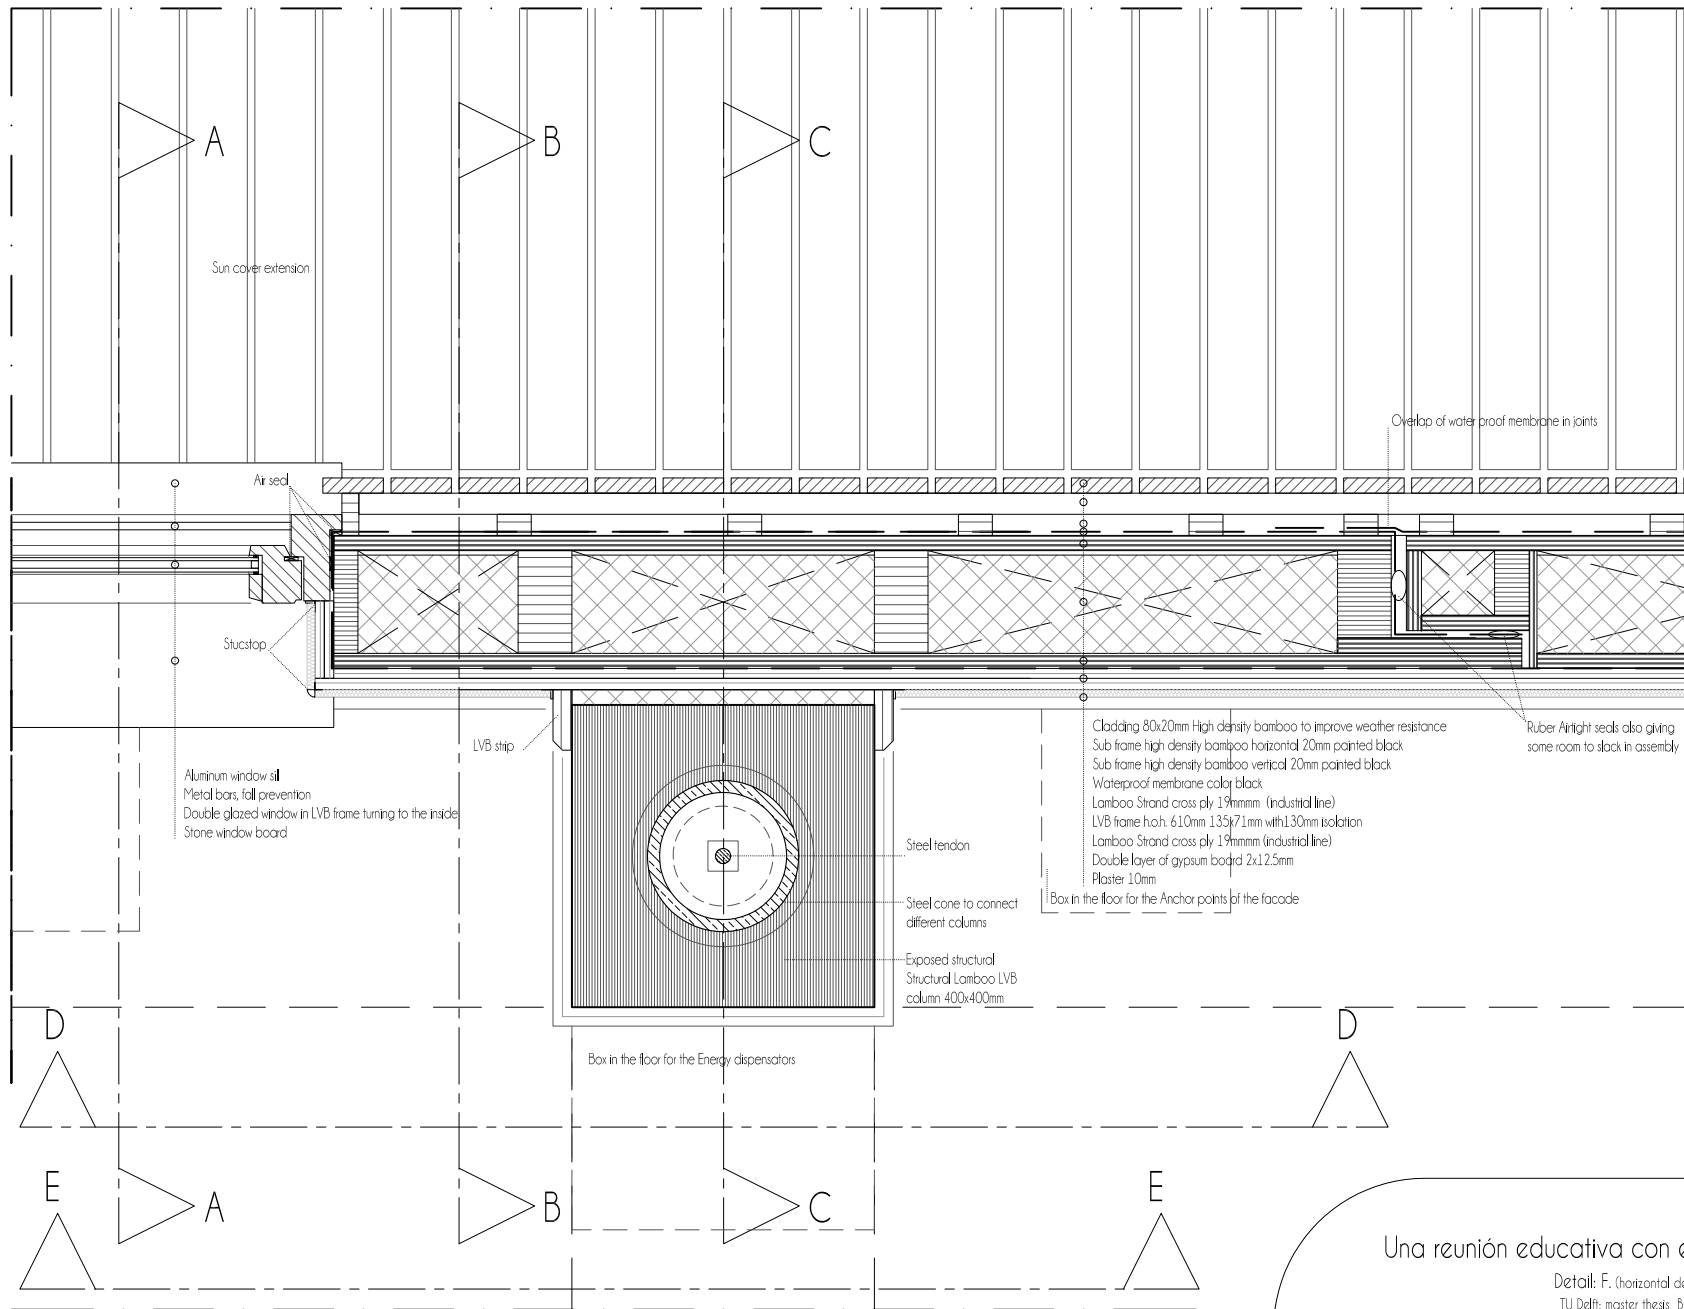 A
B
C
Sun cover extension
Overlap of water proof membrane in joints
Air seal
Stucstop
LVB strip
Aluminum window sil
Metal bars, fall prevention
Double glazed window in LVB frame turning to the inside
Stone window board
Cladding 80x20mm High density bamboo to improve weather resistance
Sub frame high density bamboo horizontal 20mm painted black
Sub frame high density bamboo vertical 20mm painted black
Waterproof membrane color black
Lamboo Strand cross ply 19mmmm (industrial line)
LVB frame h.o.h. 610mm 135x71mm with130mm isolation
Lamboo Strand cross ply 19mmmm (industrial line)
Double layer of gypsum board 2x12.5mm
Plaster 10mm
Box in the floor for the Anchor points of the facade
Ruber Airtight seals also giving
some room to slack in assembly
Steel tendon
Steel cone to connect
different columns
Exposed structural
Structural Lamboo LVB
column 400x400mm
Box in the floor for the Energy dispensators
D
D
E
A
B
C
E
Una reunión educativa con e
Detail: F. (horizontal de
TU Delft: master thesis B